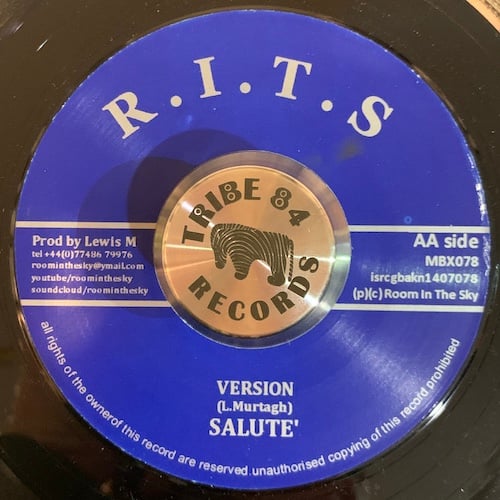 R.I.T.S
TRIBE 84
RECORDS
Prod by Lewis M
tel +44(0)77486 79976
roominthesky@ymail.com
youtube/roominthesky
soundcloud/roominthesky
AA side
MBX078
isrcgbakn1407078
(p)(c) Room In The Sky
VERSION
(L.Murtagh)
SALUTE'
all rights of the ownerof this record are reserved.unauthorised copying of this record prohibited